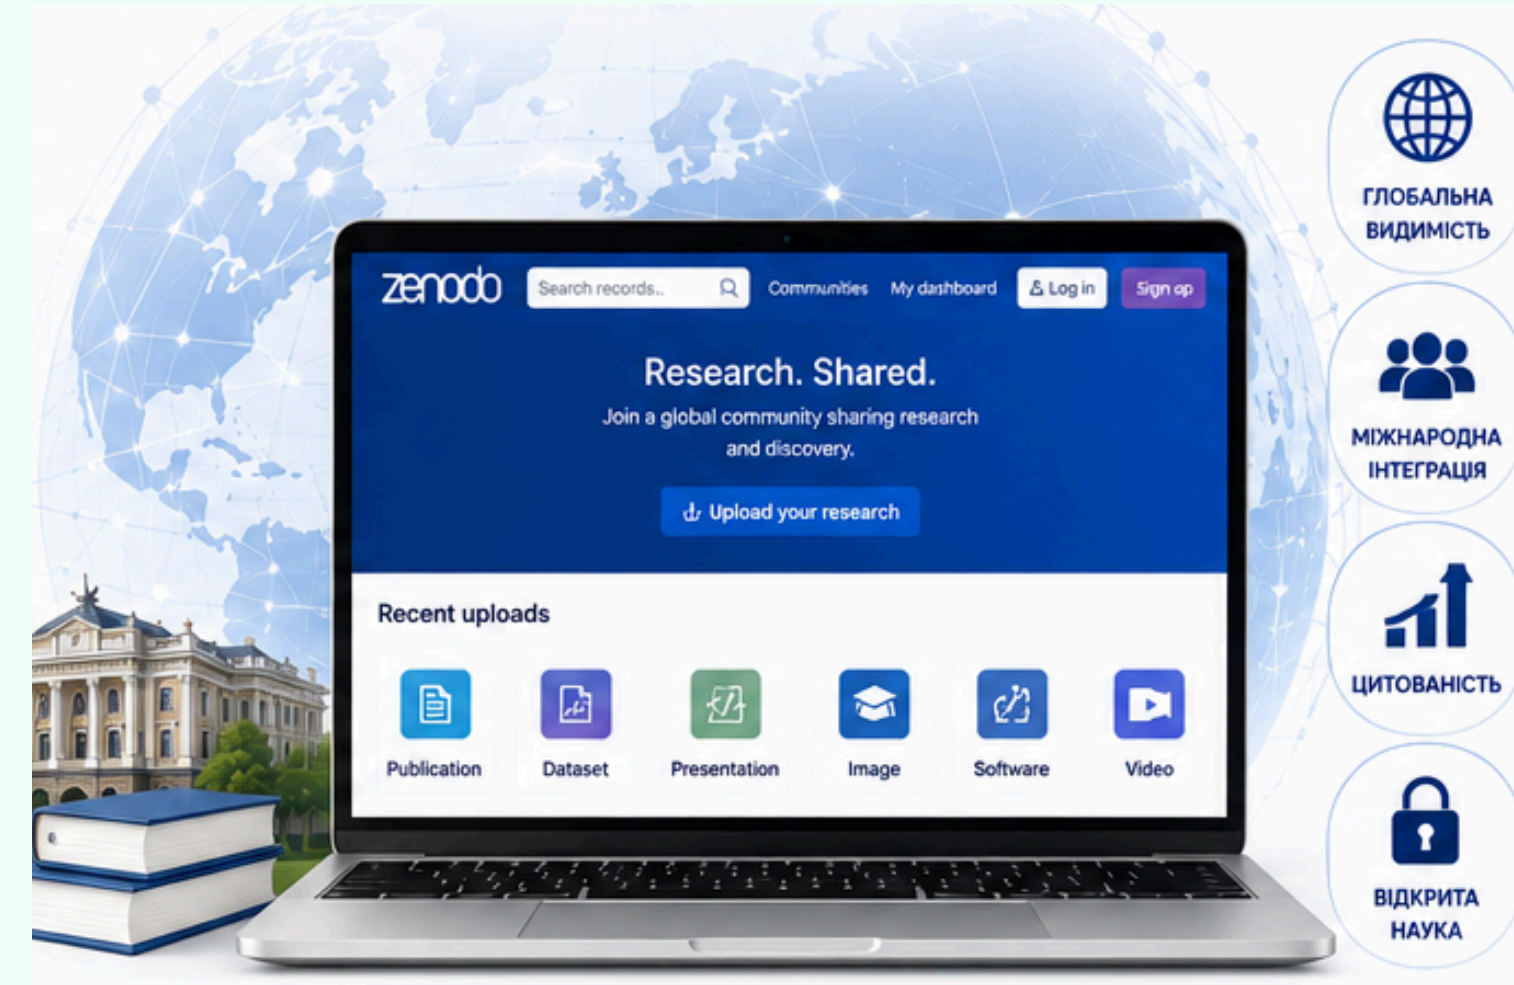 zenodo
Search records..
Communities
My dashboard
Log in
Sign op
Research. Shared.
Join a global community sharing research
and discovery.
Upload your research
Recent uploads
Publication
Dataset
Presentation
Image
Software
Video
ГЛОБАЛЬНА
ВИДИМІСТЬ
МІЖНАРОДНА
ІНТЕГРАЦІЯ
ЦИТОВАНІСТЬ
ВІДКРИТА
НАУКА